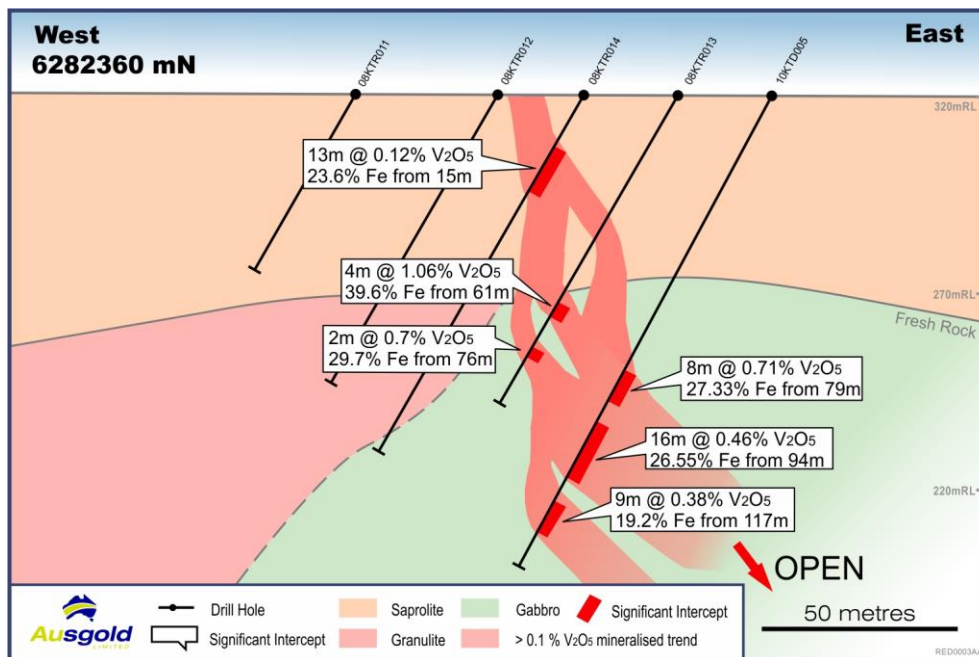 West
East
6282360 mN
08KTR011
08KTR012
08KTR014
08KTR013
10KTD005
320mRL
13m @ 0.12% V₂O₅
23.6% Fe from 15m
4m @ 1.06% V₂O₅
39.6% Fe from 61m
270mRL
Fresh Rock
2m @ 0.7% V₂O₅
29.7% Fe from 76m
8m @ 0.71% V₂O₅
27.33% Fe from 79m
16m @ 0.46% V₂O₅
26.55% Fe from 94m
220mRL
9m @ 0.38% V₂O₅
19.2% Fe from 117m
OPEN
50 metres
Ausgold
LIMITED
Drill Hole
Significant Intercept
Saprolite
Granulite
Gabbro
> 0.1 % V₂O₅ mineralised trend
Significant Intercept